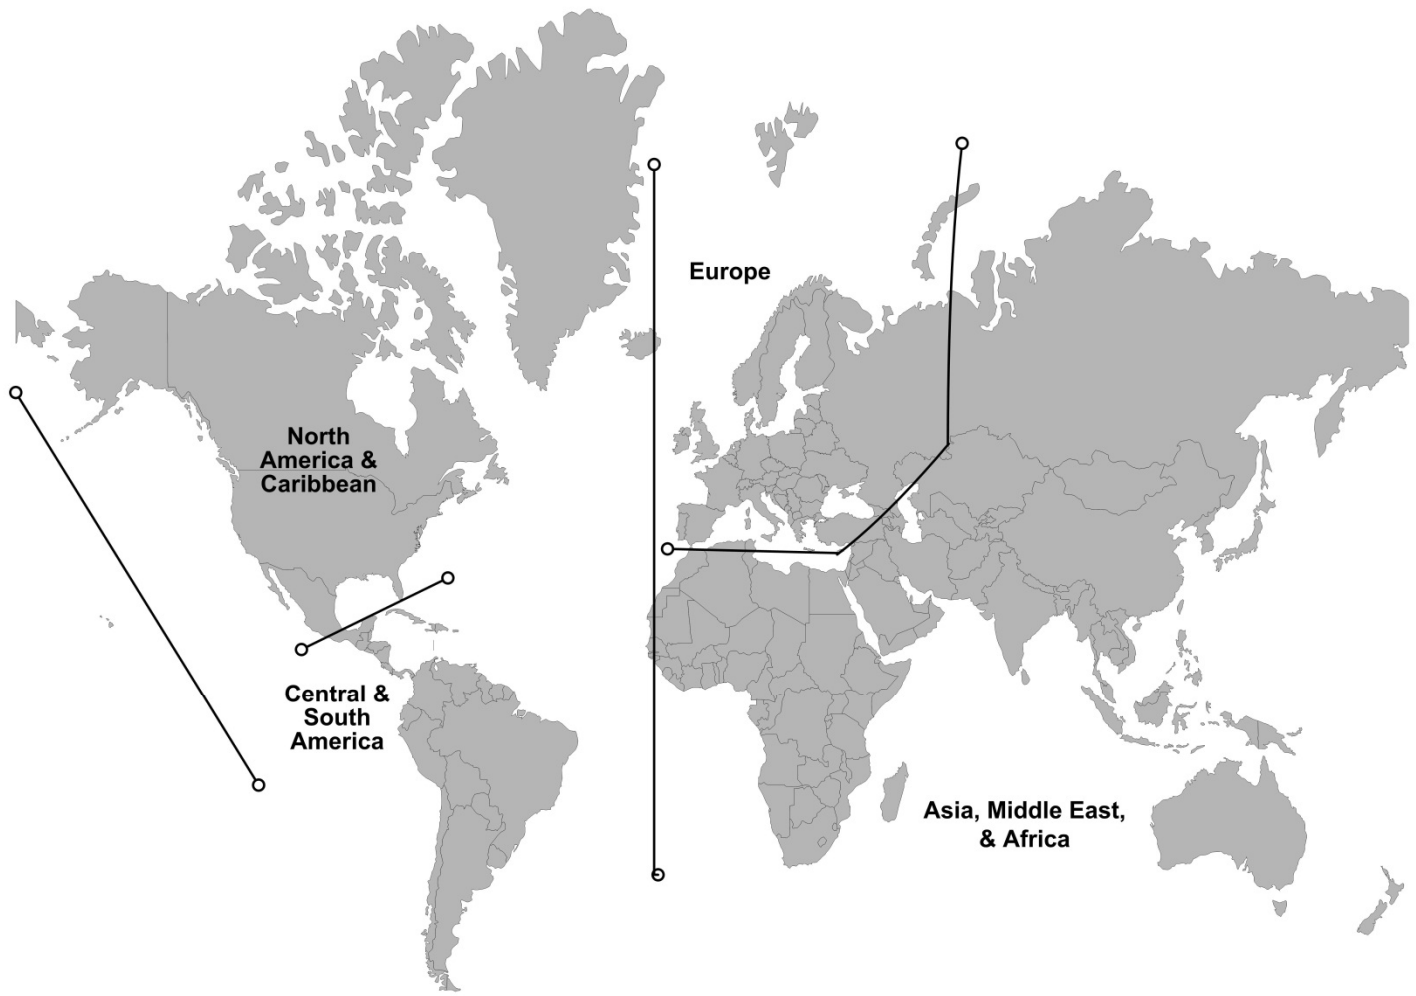 Europe
North
America &
Caribbean
Central &
South
America
Asia, Middle East,
& Africa